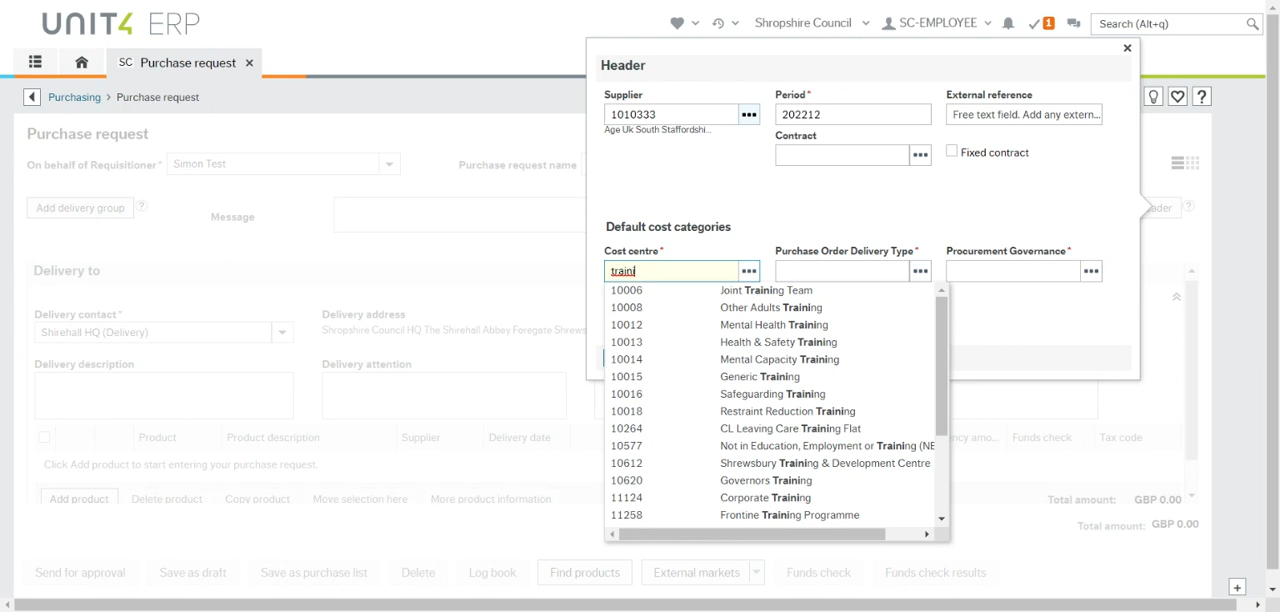 UNIT4 ERP
Shropshire Council
SC-EMPLOYEE
1
Search (Alt+q)
SC Purchase request ×
Purchasing > Purchase request
?
Purchase request
On behalf of Requisitioner*
Simon Test
Purchase request name
Add delivery group
?
Message
Delivery to
Delivery contact*
Shirehall HQ (Delivery)
Delivery address
Shropshire Council HQ The Shirehall Abbey Foregate Shrews
Delivery description
Delivery attention
Product
Product description
Supplier
Delivery date
Funds check
Tax code
Click Add product to start entering your purchase request.
Add product
Delete product
Copy product
Move selection here
More product information
Total amount: GBP 0.00
Total amount: GBP 0.00
Send for approval
Save as draft
Save as purchase list
Delete
Log book
Find products
External markets
Funds check
Funds check results
Header
Supplier
1010333
Age Uk South Staffordshi...
Period*
202212
External reference
Free text field. Add any extern...
Contract
Fixed contract
Default cost categories
Cost centre*
traini
Purchase Order Delivery Type*
Procurement Governance*
10006 Joint Training Team
10008 Other Adults Training
10012 Mental Health Training
10013 Health & Safety Training
10014 Mental Capacity Training
10015 Generic Training
10016 Safeguarding Training
10018 Restraint Reduction Training
10264 CL Leaving Care Training Flat
10577 Not in Education, Employment or Training (NE
10612 Shrewsbury Training & Development Centre
10620 Governors Training
11124 Corporate Training
11258 Frontine Training Programme